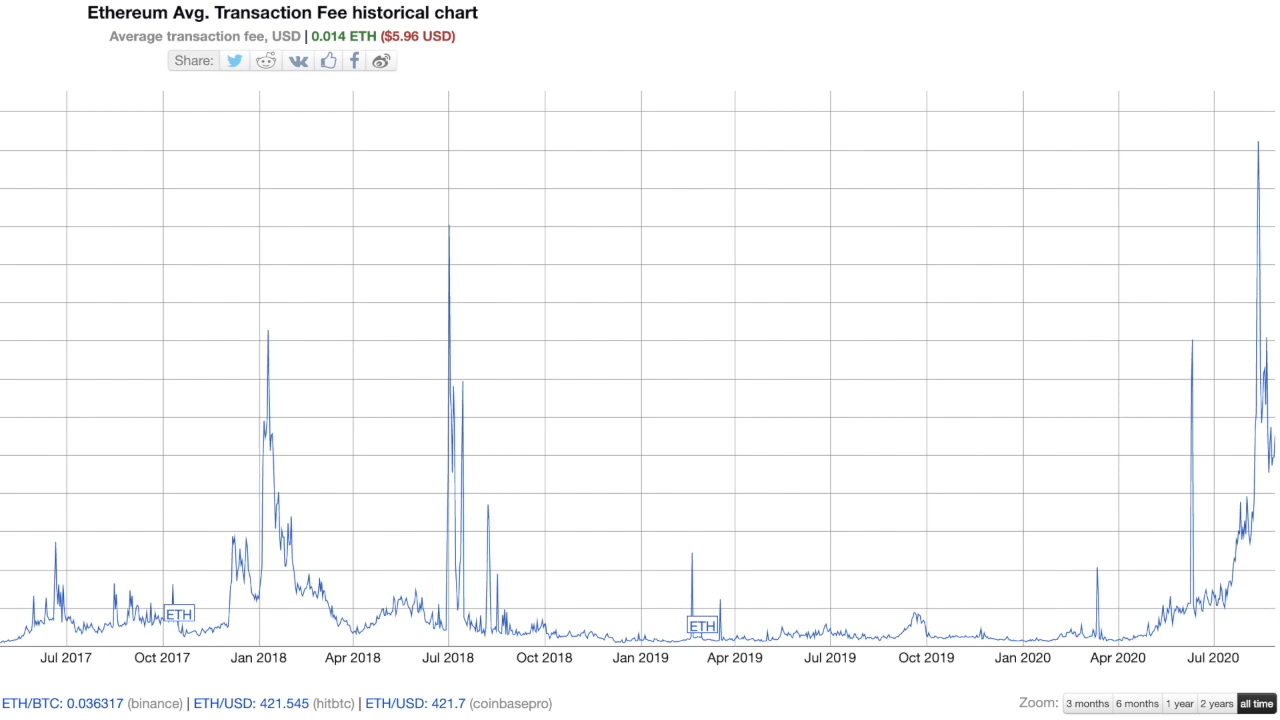 Ethereum Avg. Transaction Fee historical chart
Average transaction fee, USD | 0.014 ETH ($5.96 USD)
Share:
ETH
ETH
Jul 2017 Oct 2017 Jan 2018 Apr 2018 Jul 2018 Oct 2018 Jan 2019 Apr 2019 Jul 2019 Oct 2019 Jan 2020 Apr 2020 Jul 2020
ETH/BTC: 0.036317 (binance) | ETH/USD: 421.545 (hitbtc) | ETH/USD: 421.7 (coinbasepro) Zoom: 3 months 6 months 1 year 2 years all time